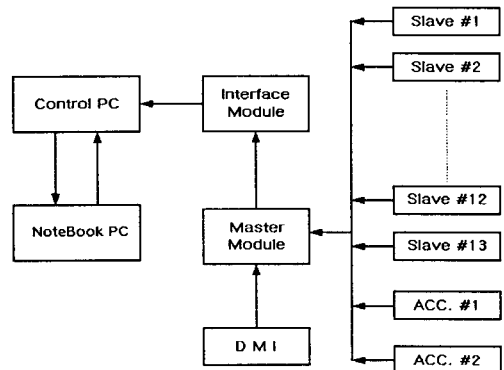 Slave #1
Slave #2
Control PC
Interface
Module
Slave #12
NoteBook PC
Master
Module
Slave #13
ACC. #1
D M I
ACC. #2